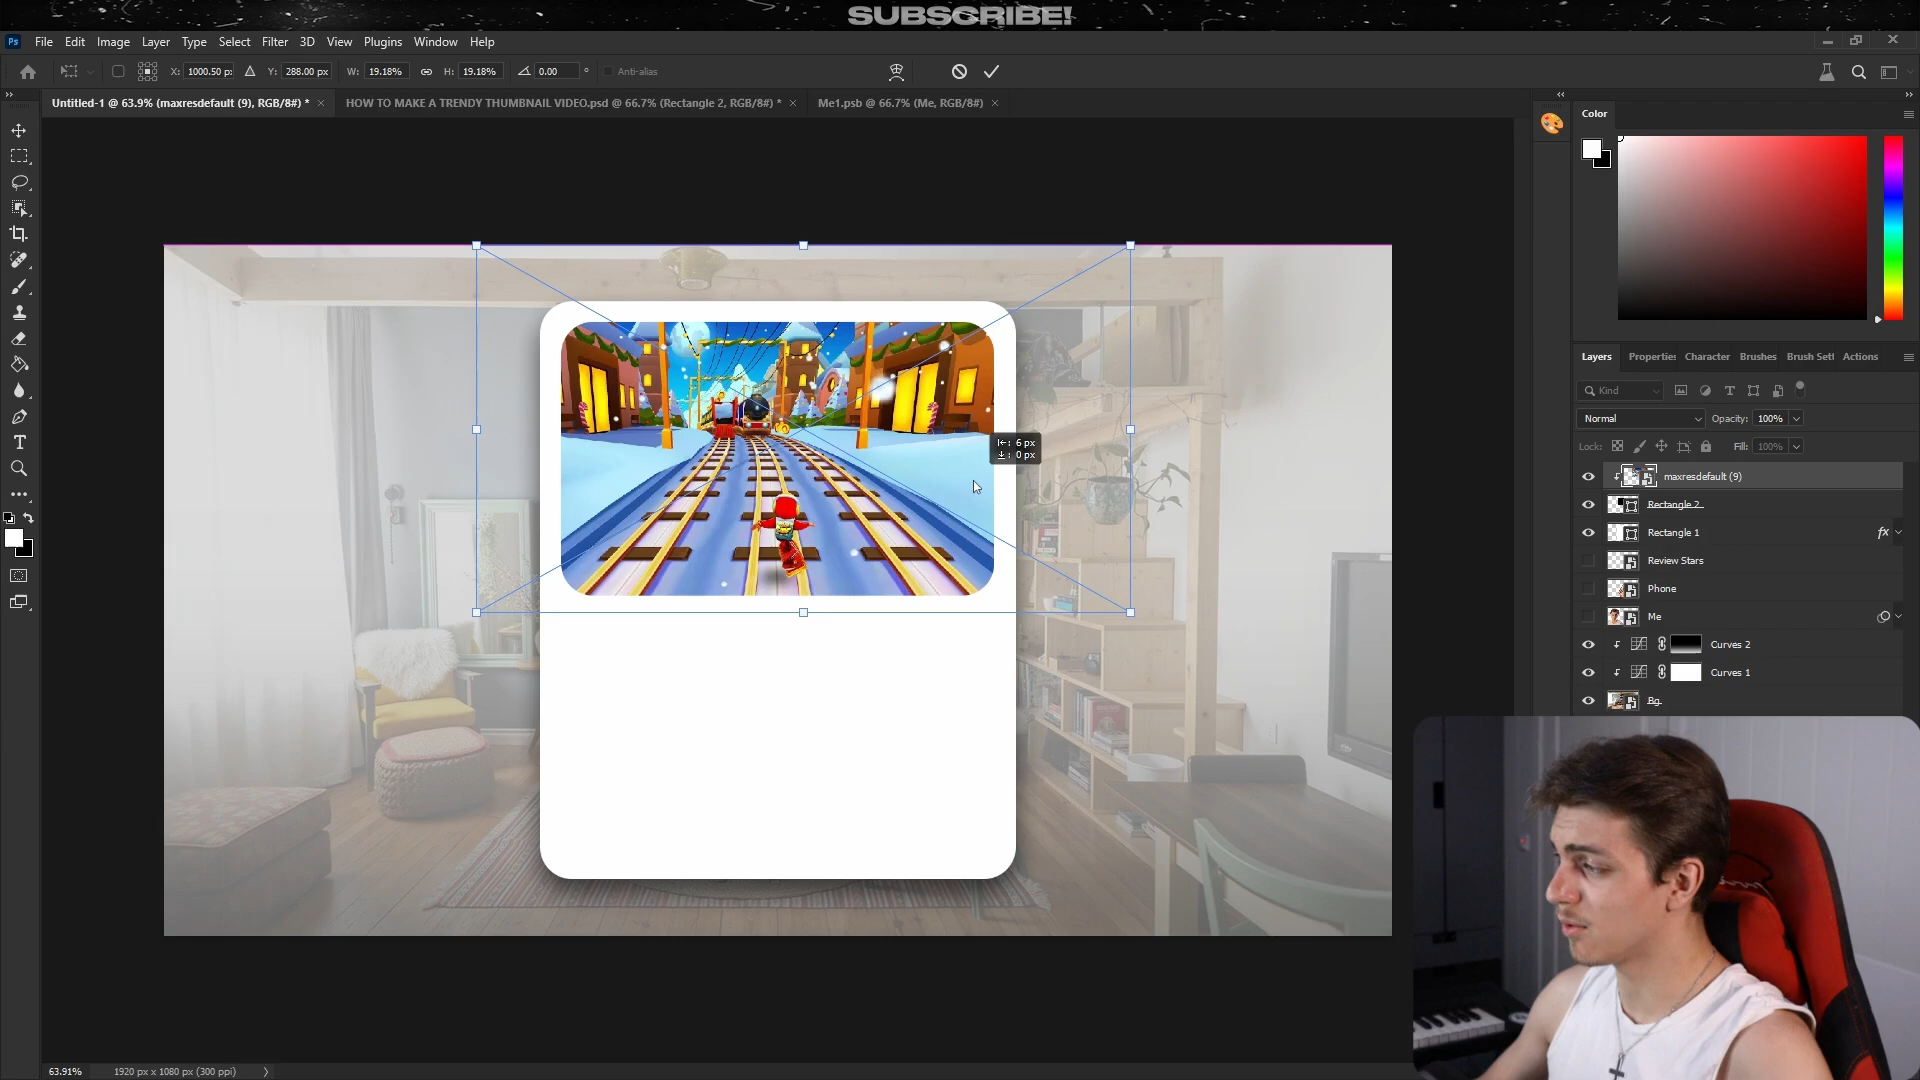 SUBSCRIBE!
Ps File Edit Image Layer Type Select Filter 3D View Plugins Window Help
X: 1000.50 p: Y: 288.00 px W: 19.18% H: 19.18% 0.00 ° Anti-alias
Untitled-1 @ 63.9% (maxresdefault (9), RGB/8#) * × HOW TO MAKE A TRENDY THUMBNAIL VIDEO.psd @ 66.7% (Rectangle 2, RGB/8#) * × Me1.psb @ 66.7% (Me, RGB/8#) ×
Color
Layers Properties Character Brushes Brush Sett Actions
Kind
Normal Opacity: 100%
Lock: Fill: 100%
6 px
0 px
maxresdefault (9)
Rectangle 2
Rectangle 1 fx
Review Stars
Phone
Me
Curves 2
Curves 1
Bg
63.91% 1920 px x 1080 px (300 ppi)